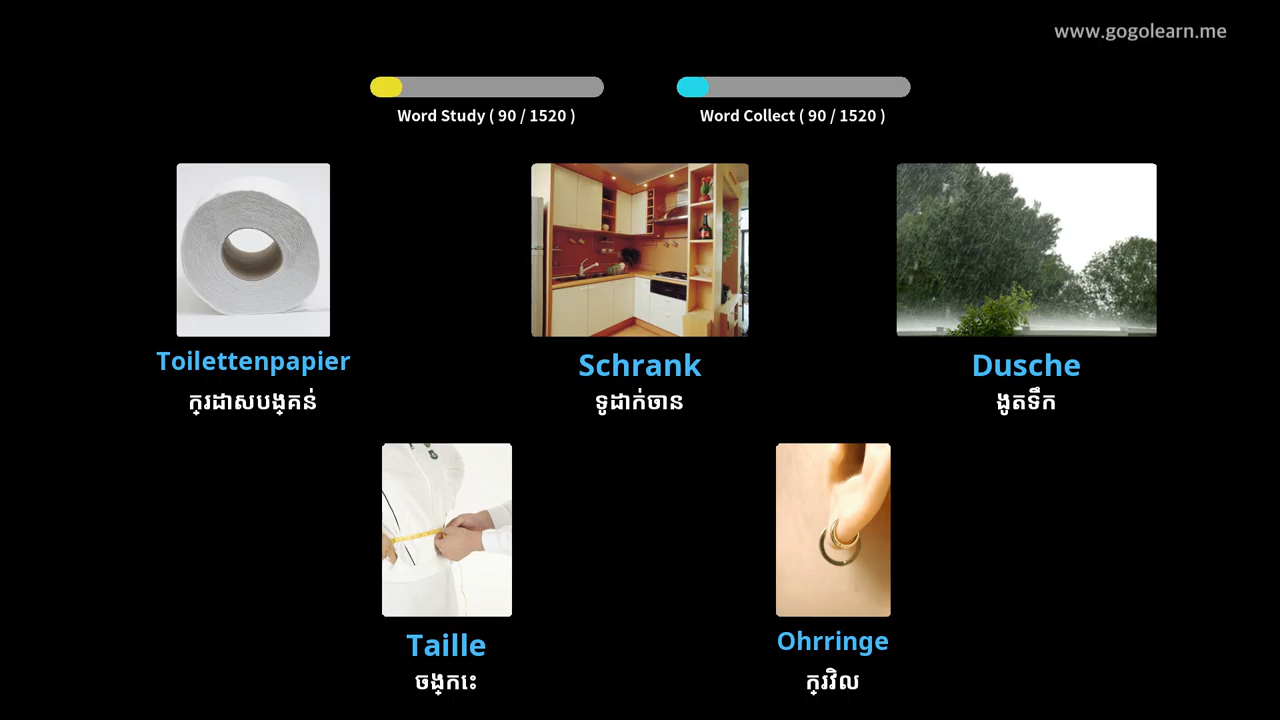 www.gogolearn.me
Word Study ( 90 / 1520 )
Word Collect ( 90 / 1520 )
Toilettenpapier
ក្រដាសបង្គន់
Schrank
ទូដាក់ចាន
Dusche
ងូតទឹក
Taille
ចង្កេះ
Ohrringe
ក្រវិល